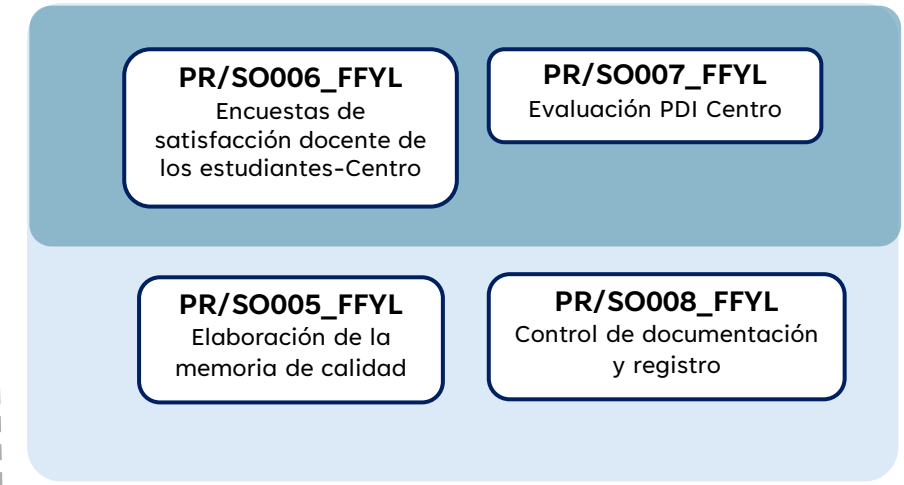 PR/SO006_FFYL
Encuestas de
satisfacción docente de
los estudiantes-Centro
PR/SO007_FFYL
Evaluación PDI Centro
PR/SO005_FFYL
Elaboración de la
memoria de calidad
PR/SO008_FFYL
Control de documentación
y registro